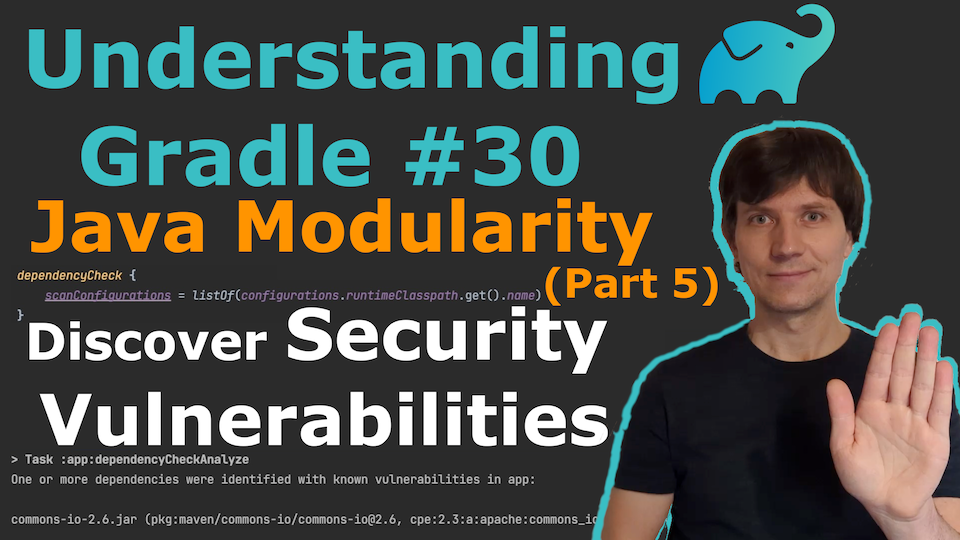 Understanding
Gradle #30
Java Modularity
(Part 5)
dependencyCheck {
scanConfigurations = listOf(configurations.runtimeClasspath.get().name)
}
Discover Security
Vulnerabilities
> Task :app:dependencyCheckAnalyze
One or more dependencies were identified with known vulnerabilities in app:
commons-io-2.6.jar (pkg:maven/commons-io/commons-io@2.6, cpe:2.3:a:apache:commons_io